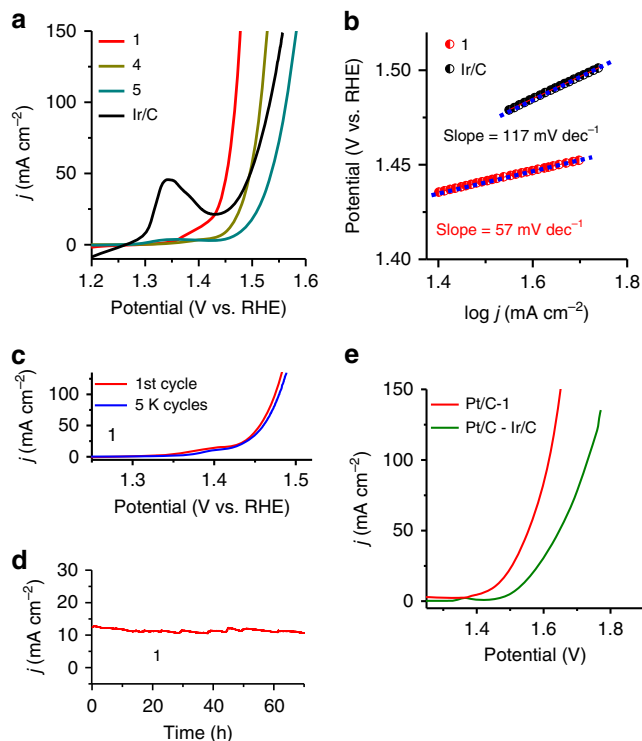 a
150
100
50
0
j (mA cm⁻²)
1
4
5
Ir/C
1.2 1.3 1.4 1.5 1.6
Potential (V vs. RHE)
b
1.50
1.45
1.40
Potential (V vs. RHE)
1
Ir/C
Slope = 117 mV dec⁻¹
Slope = 57 mV dec⁻¹
1.4 1.6 1.8
log j (mA cm⁻²)
c
100
50
0
j (mA cm⁻²)
1st cycle
5 K cycles
1
1.3 1.4 1.5
Potential (V vs. RHE)
d
30
20
10
0
j (mA cm⁻²)
1
0 20 40 60
Time (h)
e
150
100
50
0
j (mA cm⁻²)
Pt/C-1
Pt/C - Ir/C
1.4 1.6 1.8
Potential (V)